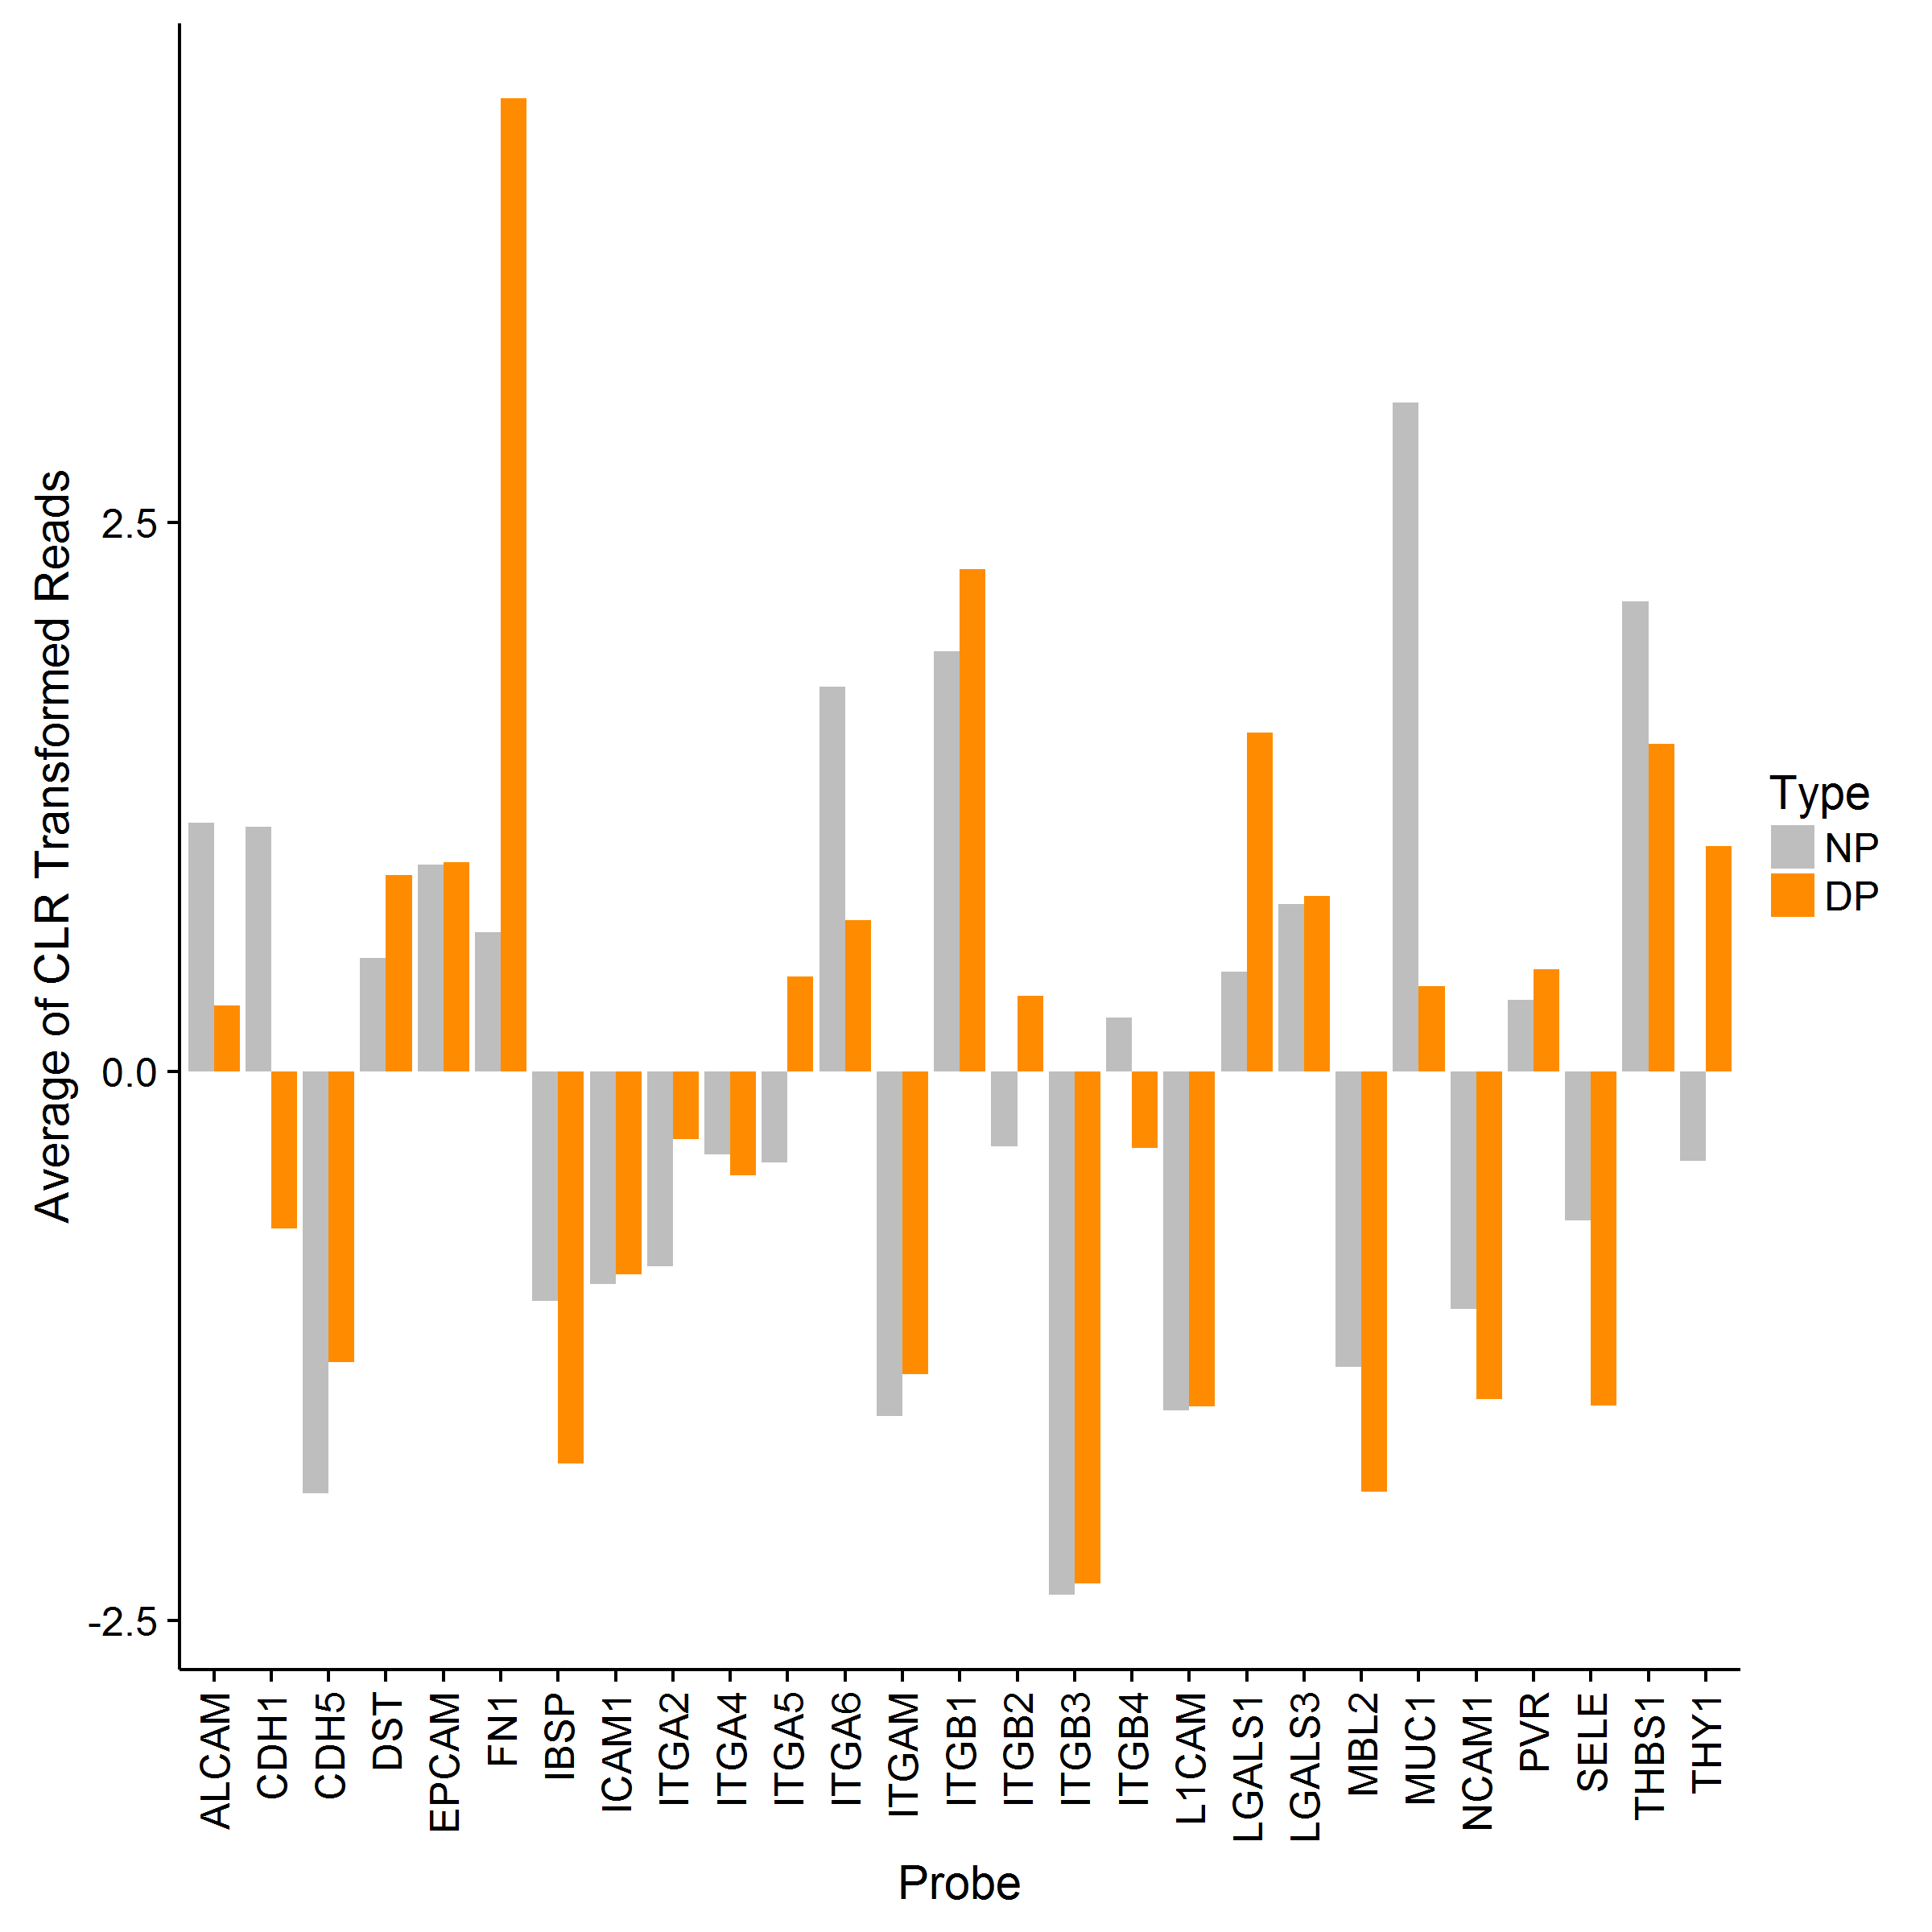 Average of CLR Transformed Reads
2.5
0.0
-2.5
ALCAM
CDH1
CDH5
DST
EPCAM
FN1
IBSP
ICAM1
ITGA2
ITGA4
ITGA5
ITGA6
ITGAM
ITGB1
ITGB2
ITGB3
ITGB4
L1CAM
LGALS1
LGALS3
MBL2
MUC1
NCAM1
PVR
SELE
THBS1
THY1
Probe
Type
NP
DP